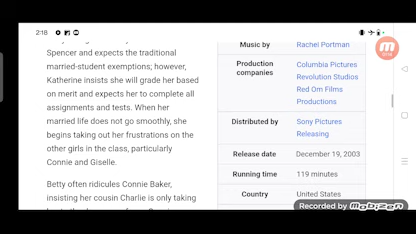 2:18
Spencer and expects the traditional
married-student exemptions; however,
Katherine insists she will grade her based
on merit and expects her to complete all
assignments and tests. When her
married life does not go smoothly, she
begins taking out her frustrations on the
other girls in the class, particularly
Connie and Giselle.
Betty often ridicules Connie Baker,
insisting her cousin Charlie is only taking
Music by Rachel Portman
Production Columbia Pictures
companies Revolution Studios
Red Om Films
Productions
Distributed by Sony Pictures
Releasing
Release date December 19, 2003
Running time 119 minutes
Country United States
2:18
Recorded by Mobizen